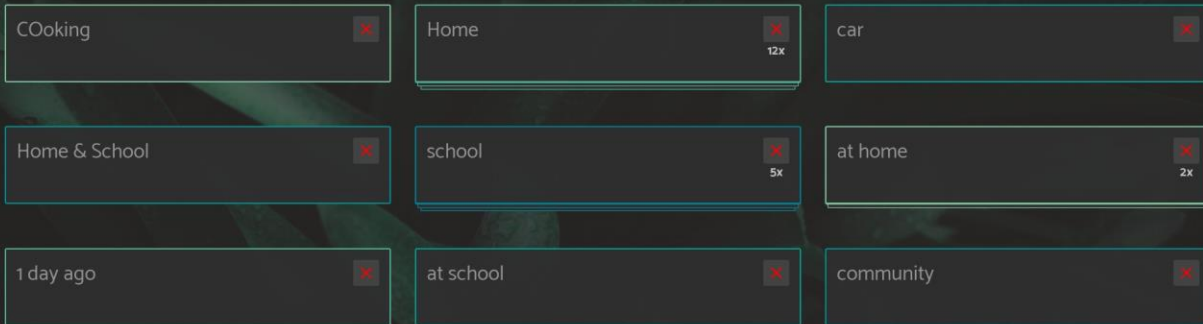 COoking
Home
12x
car
Home & School
school
5x
at home
2x
1 day ago
at school
community